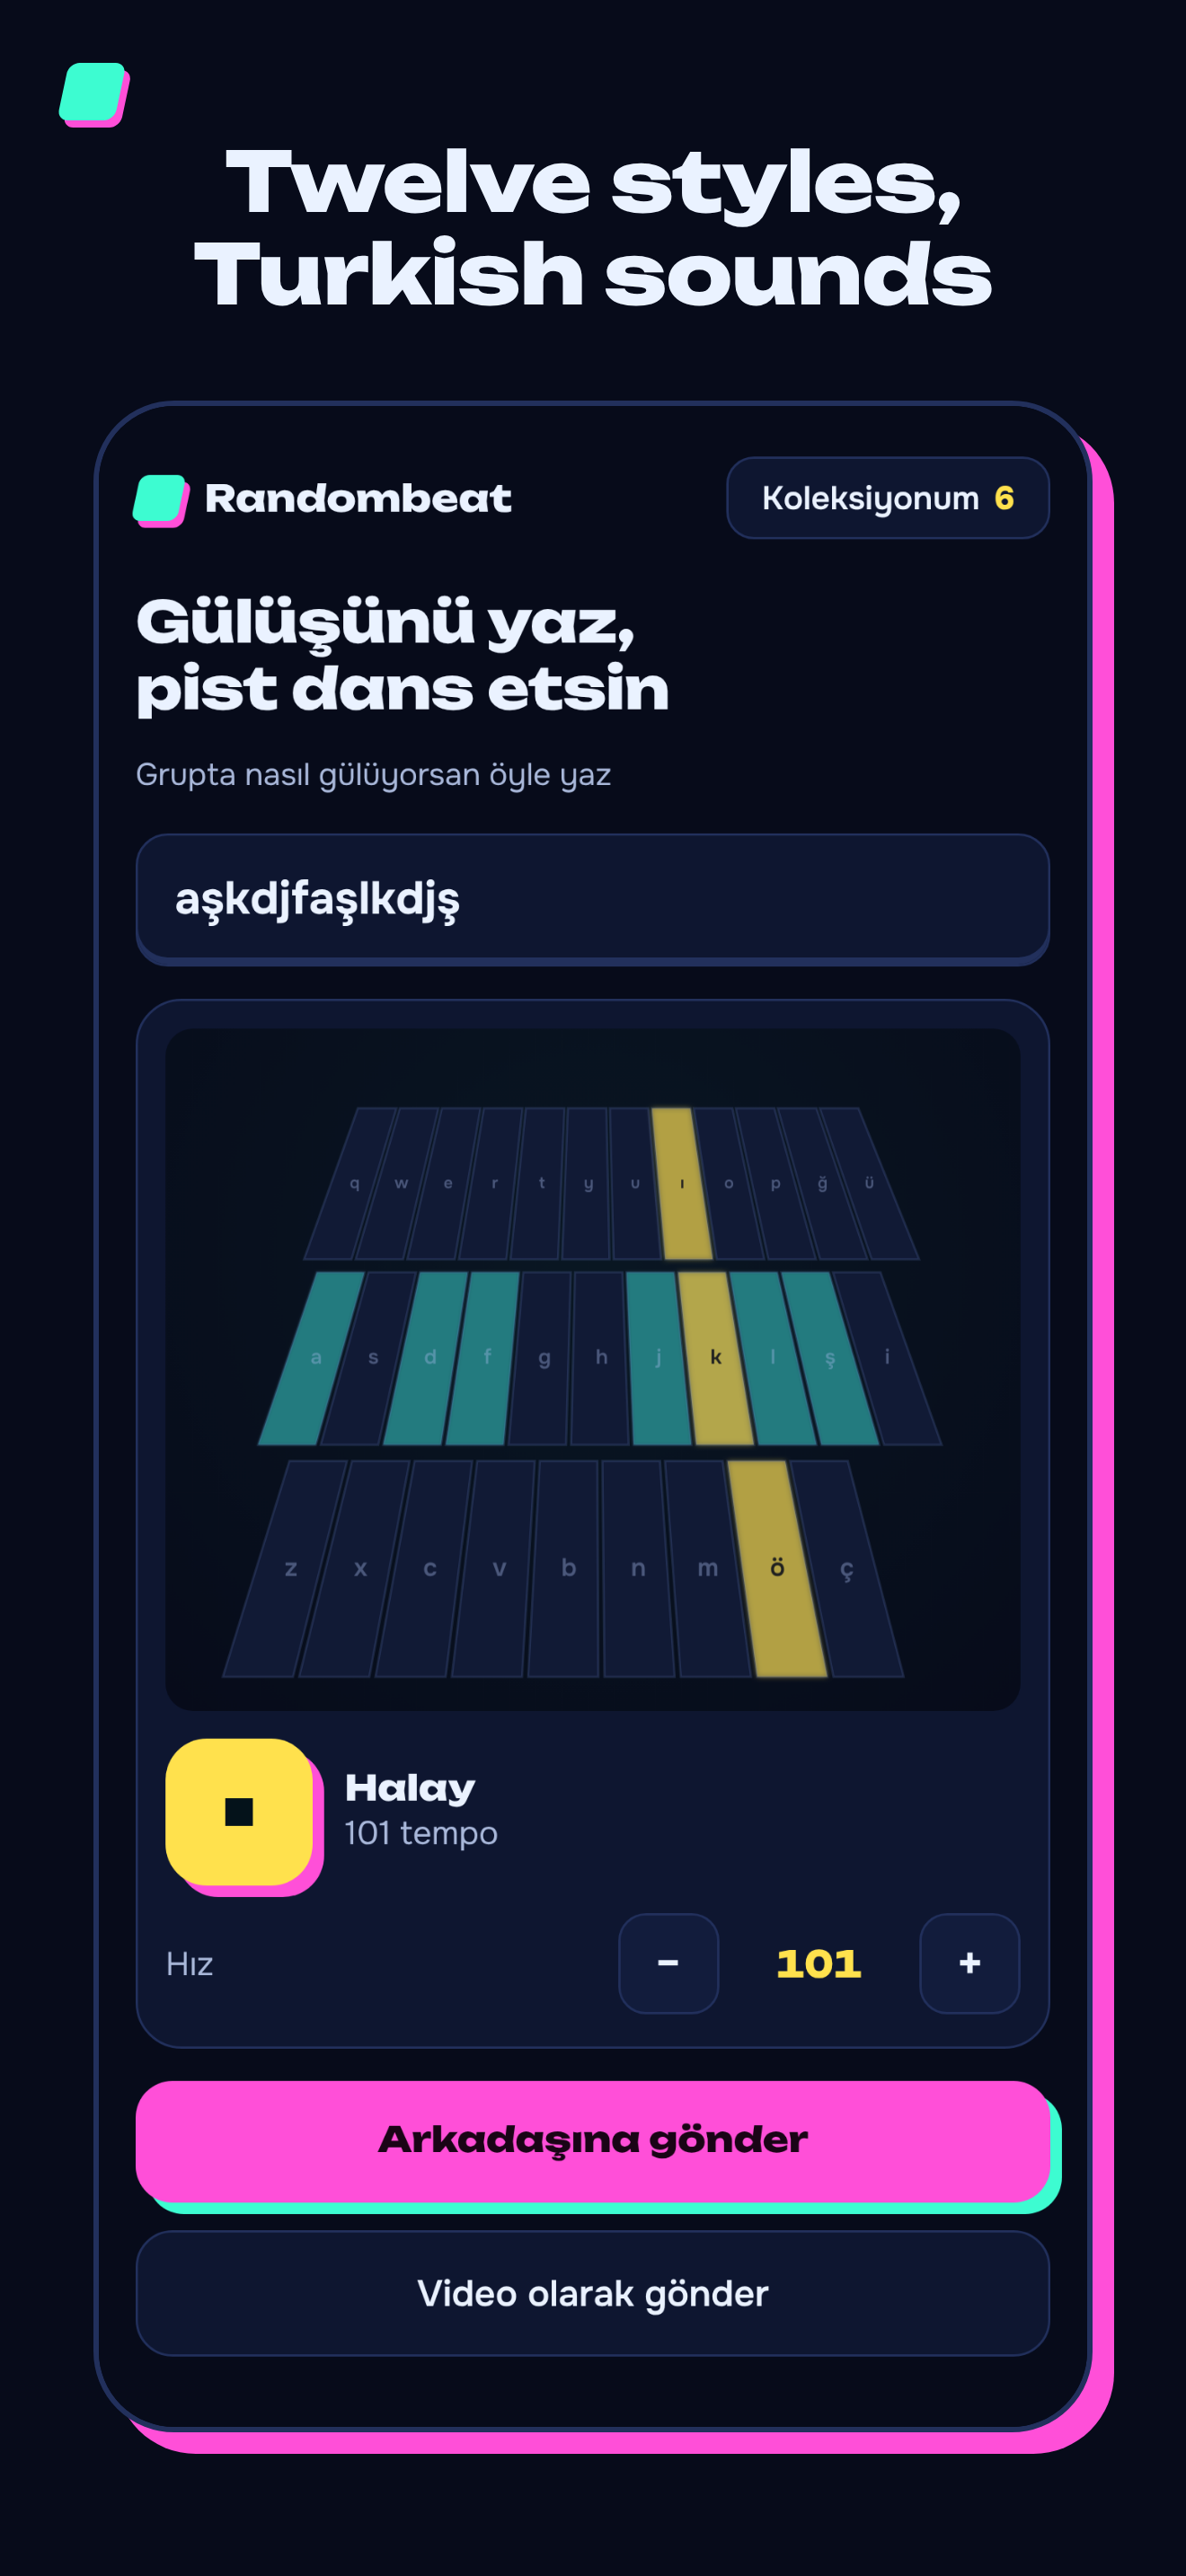 Twelve styles,
Turkish sounds
Randombeat
Koleksiyonum 6
Gülüşünü yaz,
pist dans etsin
Grupta nasıl gülüyorsan öyle yaz
aşkdjfaşlkdjş
q w e r t y u ı o p ğ ü
a s d f g h j k l ş i
z x c v b n m ö ç
Halay
101 tempo
Hız − 101 +
Arkadaşına gönder
Video olarak gönder